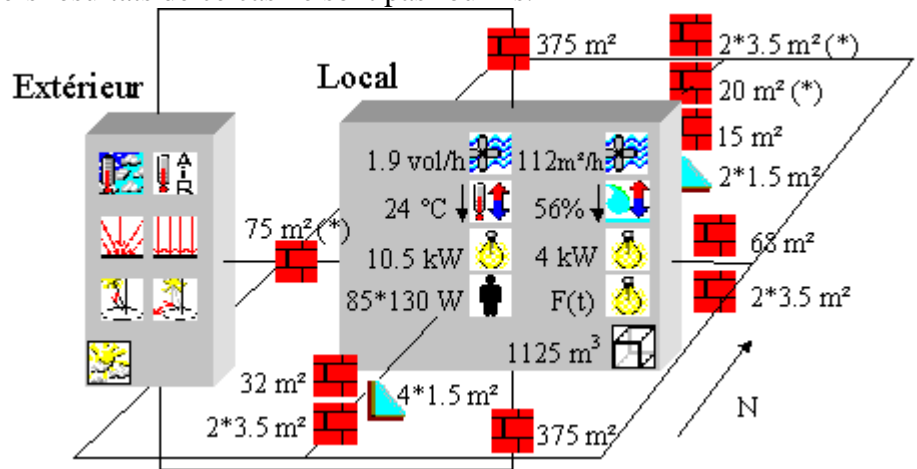 375 m²
2*3.5 m² (*)
Extérieur
Local
20 m² (*)
15 m²
1.9 vol/h
112m³/h
2*1.5 m²
AIR
24 °C
56%
75 m² (*)
68 m²
10.5 kW
4 kW
85*130 W
F(t)
2*3.5 m²
1125 m³
32 m²
4*1.5 m²
2*3.5 m²
375 m²
N